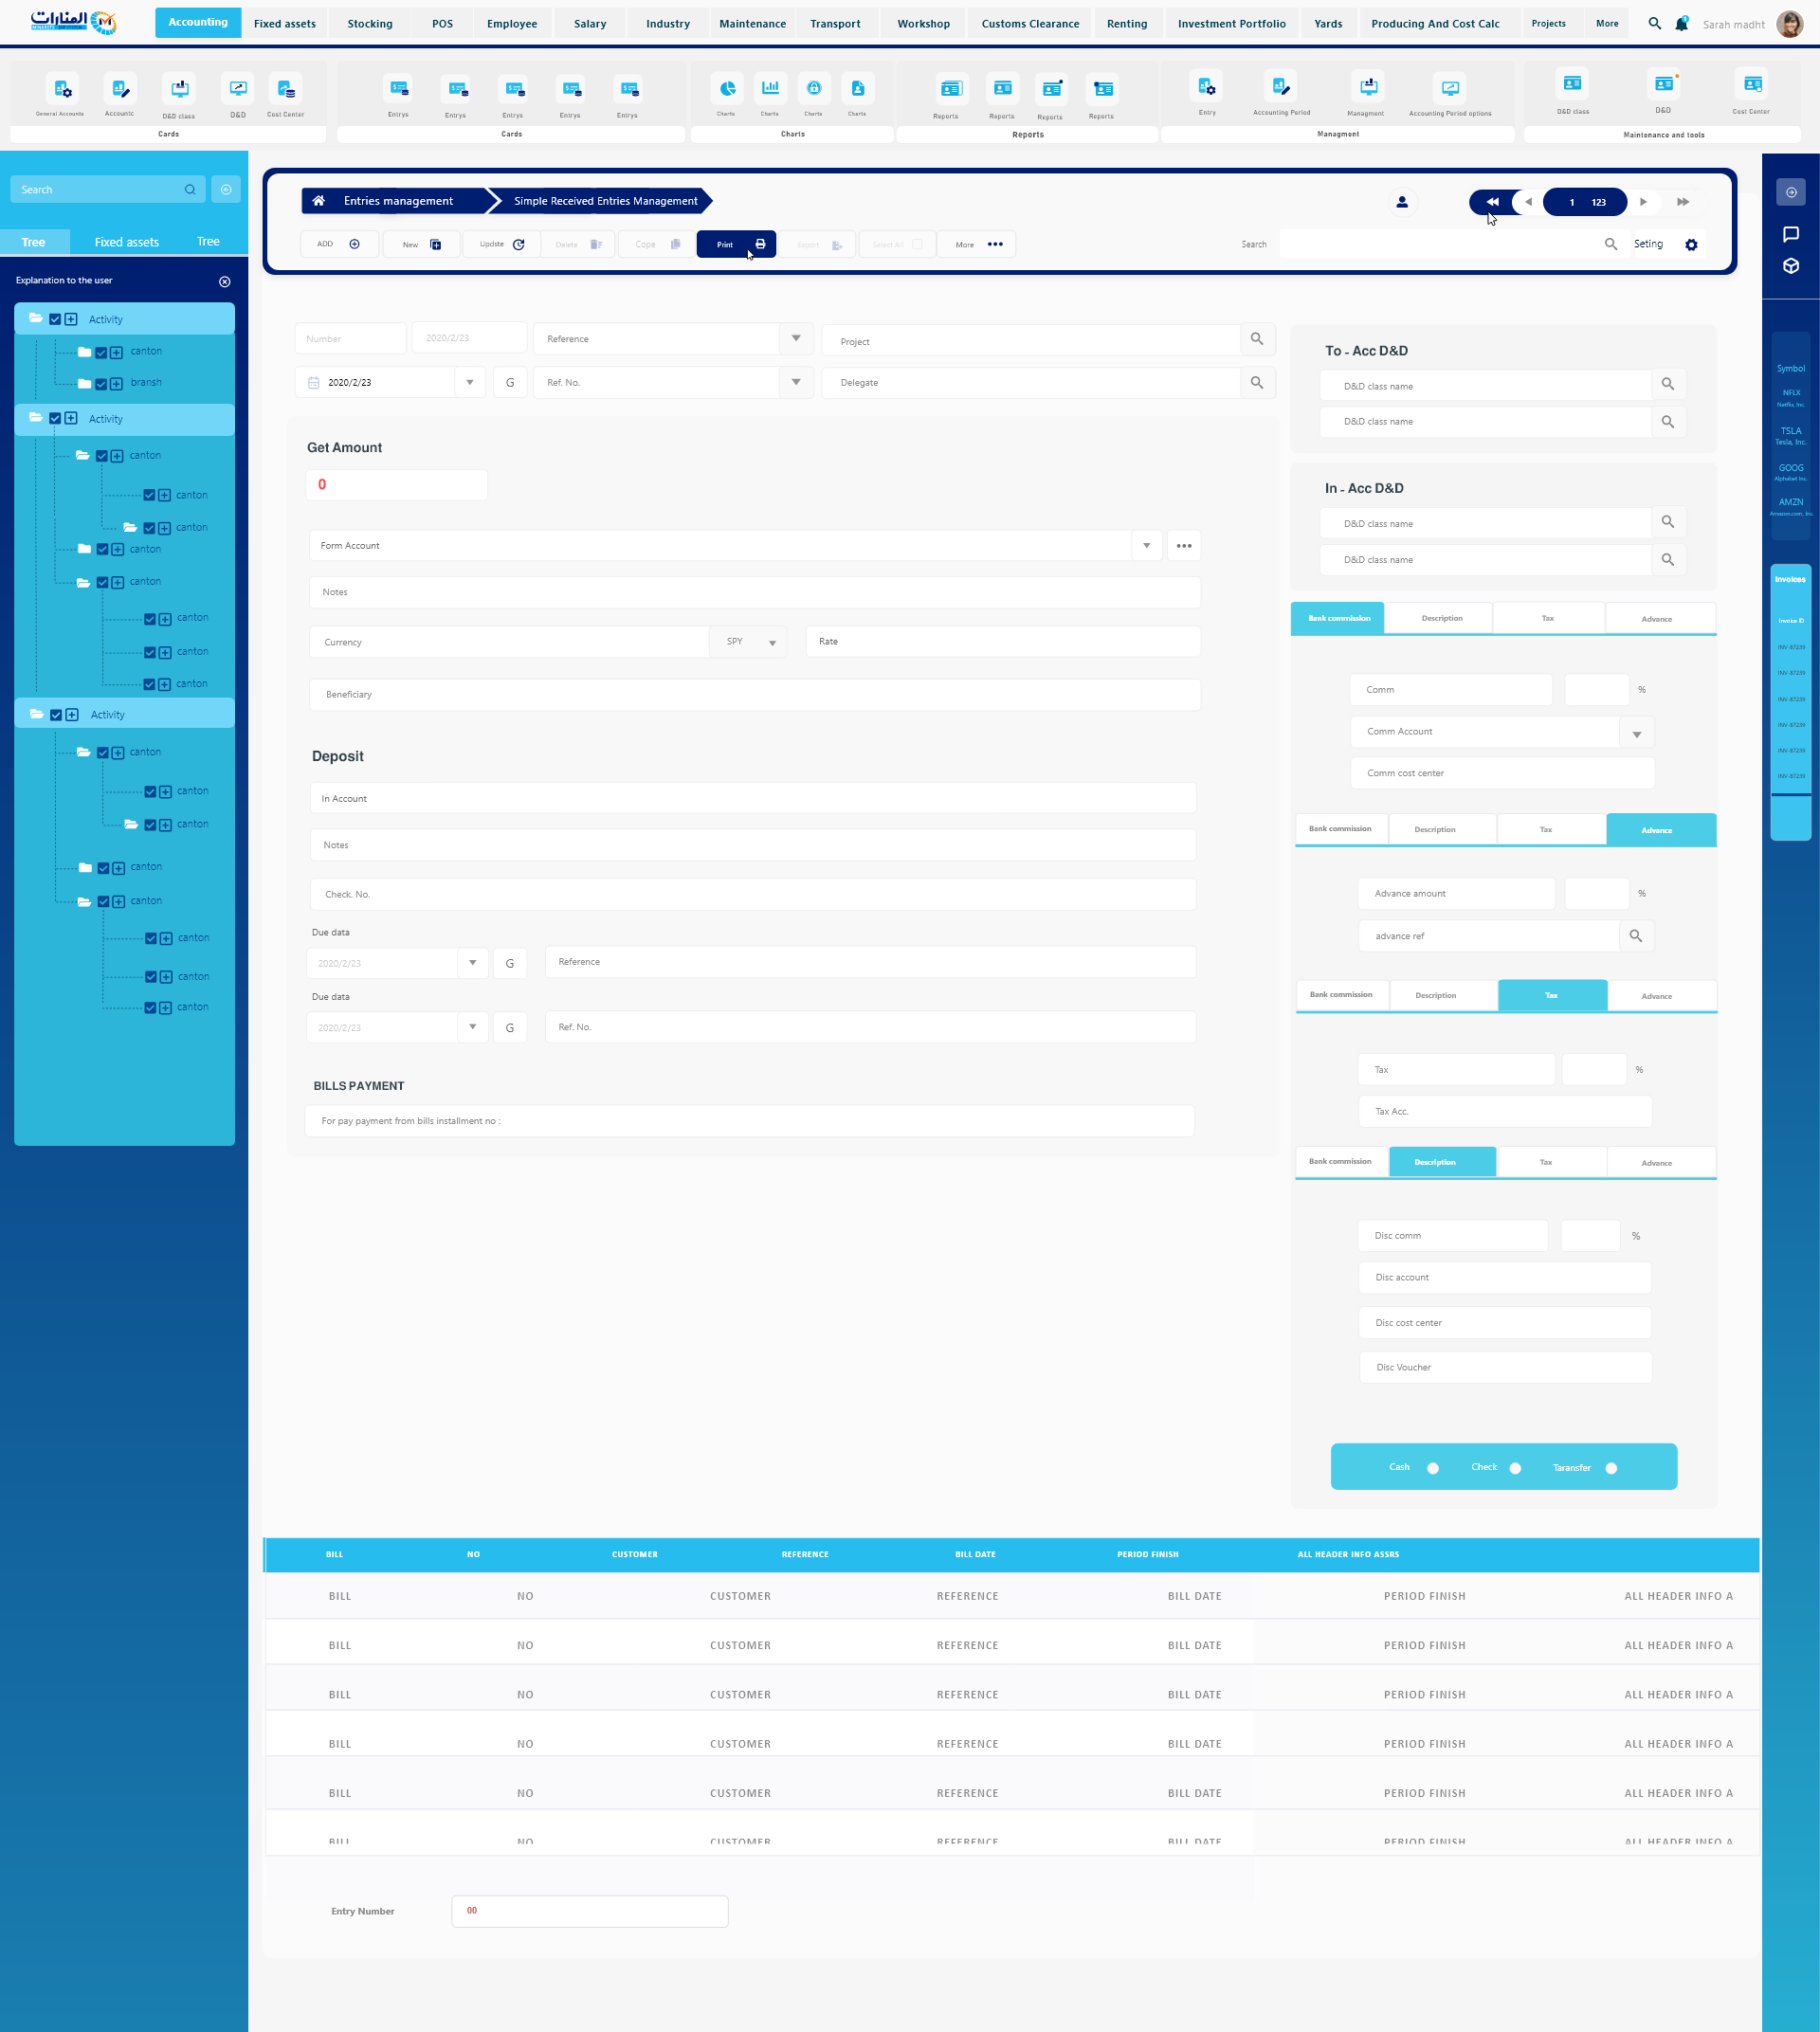 المنارات
Accounting
Fixed assets
Stocking
POS
Employee
Salary
Industry
Maintenance
Transport
Workshop
Customs Clearance
Renting
Investment Portfolio
Yards
Producing And Cost Calc
Projects
More
Sarah madht
General Accounts
Accountc
D&D class
D&D
Cost Center
Cards
Entrys
Entrys
Entrys
Entrys
Entrys
Cards
Charts
Charts
Charts
Charts
Charts
Reports
Reports
Reports
Reports
Reports
Entry
Accounting Period
Managment
Accounting Period options
Managment
D&D class
D&D
Cost Center
Maintenance and tools
Search
Tree
Fixed assets
Tree
Explanation to the user
Activity
canton
bransh
Activity
canton
canton
canton
canton
canton
canton
canton
canton
Activity
canton
canton
canton
canton
canton
canton
canton
canton
Entries management
Simple Received Entries Management
1 123
ADD
New
Update
Delete
Cope
Print
Export
Select All
More
Search
Seting
Number
2020/2/23
Reference
Project
2020/2/23
G
Ref. No.
Delegate
Get Amount
0
Form Account
Notes
Currency
SPY
Rate
Beneficiary
Deposit
In Account
Notes
Check. No.
Due data
2020/2/23
G
Reference
Due data
2020/2/23
G
Ref. No.
BILLS PAYMENT
For pay payment from bills installment no :
To - Acc D&D
D&D class name
D&D class name
In - Acc D&D
D&D class name
D&D class name
Bank commission
Description
Tax
Advance
Comm
%
Comm Account
Comm cost center
Bank commission
Description
Tax
Advance
Advance amount
%
advance ref
Bank commission
Description
Tax
Advance
Tax
%
Tax Acc.
Bank commission
Description
Tax
Advance
Disc comm
%
Disc account
Disc cost center
Disc Voucher
Cash
Check
Taransfer
Symbol
NFLX
Netflix, Inc.
TSLA
Tesla, Inc.
GOOG
Alphabet Inc.
AMZN
Amazon.com, Inc.
Invoices
Invoice ID
INV-87239
INV-87239
INV-87239
INV-87239
INV-87239
INV-87239
BILL NO CUSTOMER REFERENCE BILL DATE PERIOD FINISH ALL HEADER INFO ASSRS
BILL NO CUSTOMER REFERENCE BILL DATE PERIOD FINISH ALL HEADER INFO A
BILL NO CUSTOMER REFERENCE BILL DATE PERIOD FINISH ALL HEADER INFO A
BILL NO CUSTOMER REFERENCE BILL DATE PERIOD FINISH ALL HEADER INFO A
BILL NO CUSTOMER REFERENCE BILL DATE PERIOD FINISH ALL HEADER INFO A
BILL NO CUSTOMER REFERENCE BILL DATE PERIOD FINISH ALL HEADER INFO A
BILL NO CUSTOMER REFERENCE BILL DATE PERIOD FINISH ALL HEADER INFO A
Entry Number
00